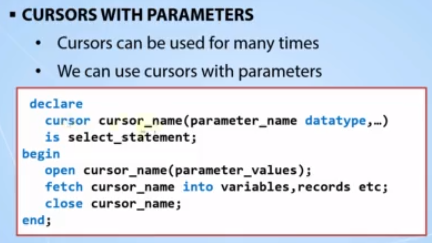 ▪ CURSORS WITH PARAMETERS
• Cursors can be used for many times
• We can use cursors with parameters
declare
cursor cursor_name(parameter_name datatype,…)
is select_statement;
begin
open cursor_name(parameter_values);
fetch cursor_name into variables,records etc;
close cursor_name;
end;